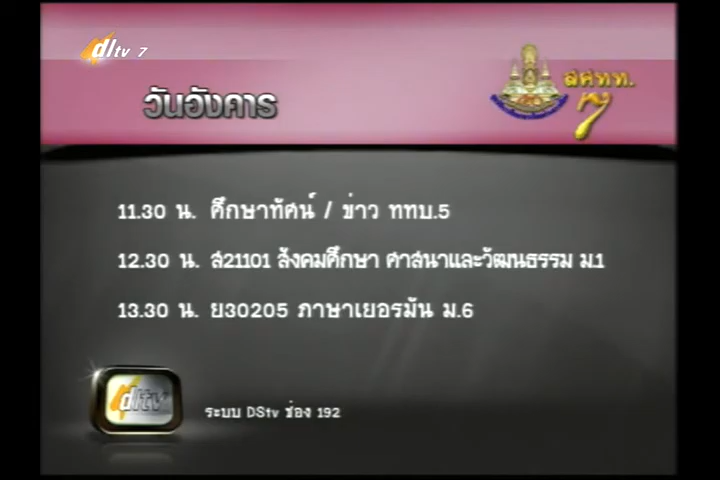 dltv 7
วันอังคาร
สศทท.
7
11.30 น. ศึกษาทัศน์ / ข่าว ททบ.5
12.30 น. ส21101 สังคมศึกษา ศาสนาและวัฒนธรรม ม.1
13.30 น. ย30205 ภาษาเยอรมัน ม.6
dltv
ระบบ DStv ช่อง 192